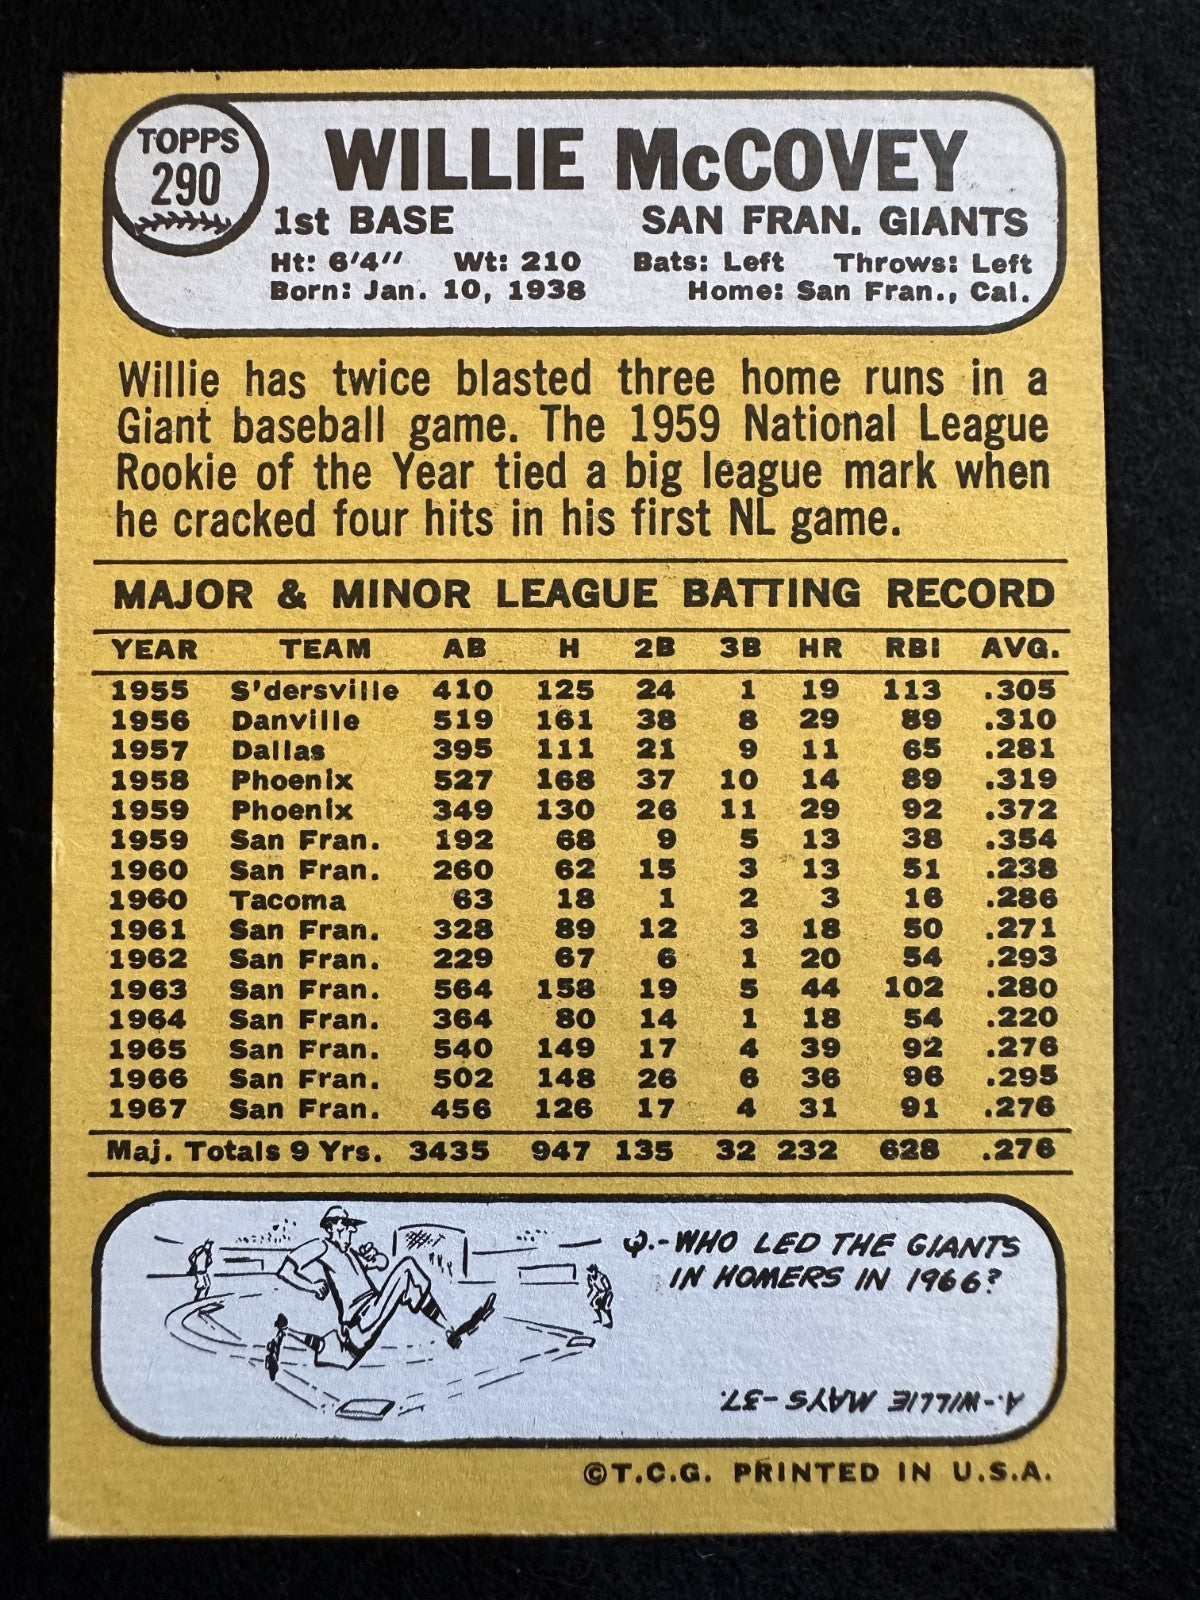 TOPPS
290
WILLIE McCOVEY
1st BASE SAN FRAN. GIANTS
Ht: 6'4" Wt: 210 Bats: Left Throws: Left
Born: Jan. 10, 1938 Home: San Fran., Cal.
Willie has twice blasted three home runs in a
Giant baseball game. The 1959 National League
Rookie of the Year tied a big league mark when
he cracked four hits in his first NL game.
MAJOR & MINOR LEAGUE BATTING RECORD
YEAR TEAM AB H 2B 3B HR RBI AVG.
1955 S'dersville 410 125 24 1 19 113 .305
1956 Danville 519 161 38 8 29 89 .310
1957 Dallas 395 111 21 9 11 65 .281
1958 Phoenix 527 168 37 10 14 89 .319
1959 Phoenix 349 130 26 11 29 92 .372
1959 San Fran. 192 68 9 5 13 38 .354
1960 San Fran. 260 62 15 3 13 51 .238
1960 Tacoma 63 18 1 2 3 16 .286
1961 San Fran. 328 89 12 3 18 50 .271
1962 San Fran. 229 67 6 1 20 54 .293
1963 San Fran. 564 158 19 5 44 102 .280
1964 San Fran. 364 80 14 1 18 54 .220
1965 San Fran. 540 149 17 4 39 92 .276
1966 San Fran. 502 148 26 6 36 96 .295
1967 San Fran. 456 126 17 4 31 91 .276
Maj. Totals 9 Yrs. 3435 947 135 32 232 628 .276
Q.-WHO LED THE GIANTS
IN HOMERS IN 1966?
A.-WILLIE MAYS-37.
©T.C.G. PRINTED IN U.S.A.